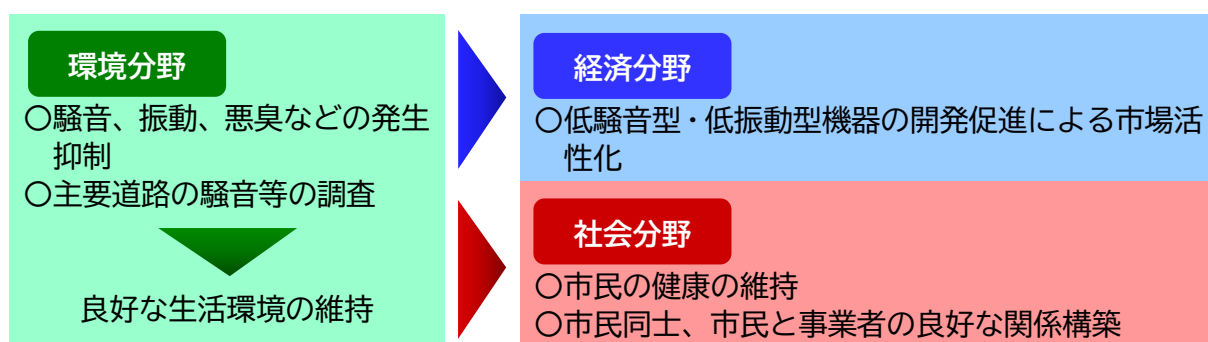 環境分野
○騒音、振動、悪臭などの発生
抑制
○主要道路の騒音等の調査
良好な生活環境の維持
経済分野
○低騒音型・低振動型機器の開発促進による市場活
性化
社会分野
○市民の健康の維持
○市民同士、市民と事業者の良好な関係構築